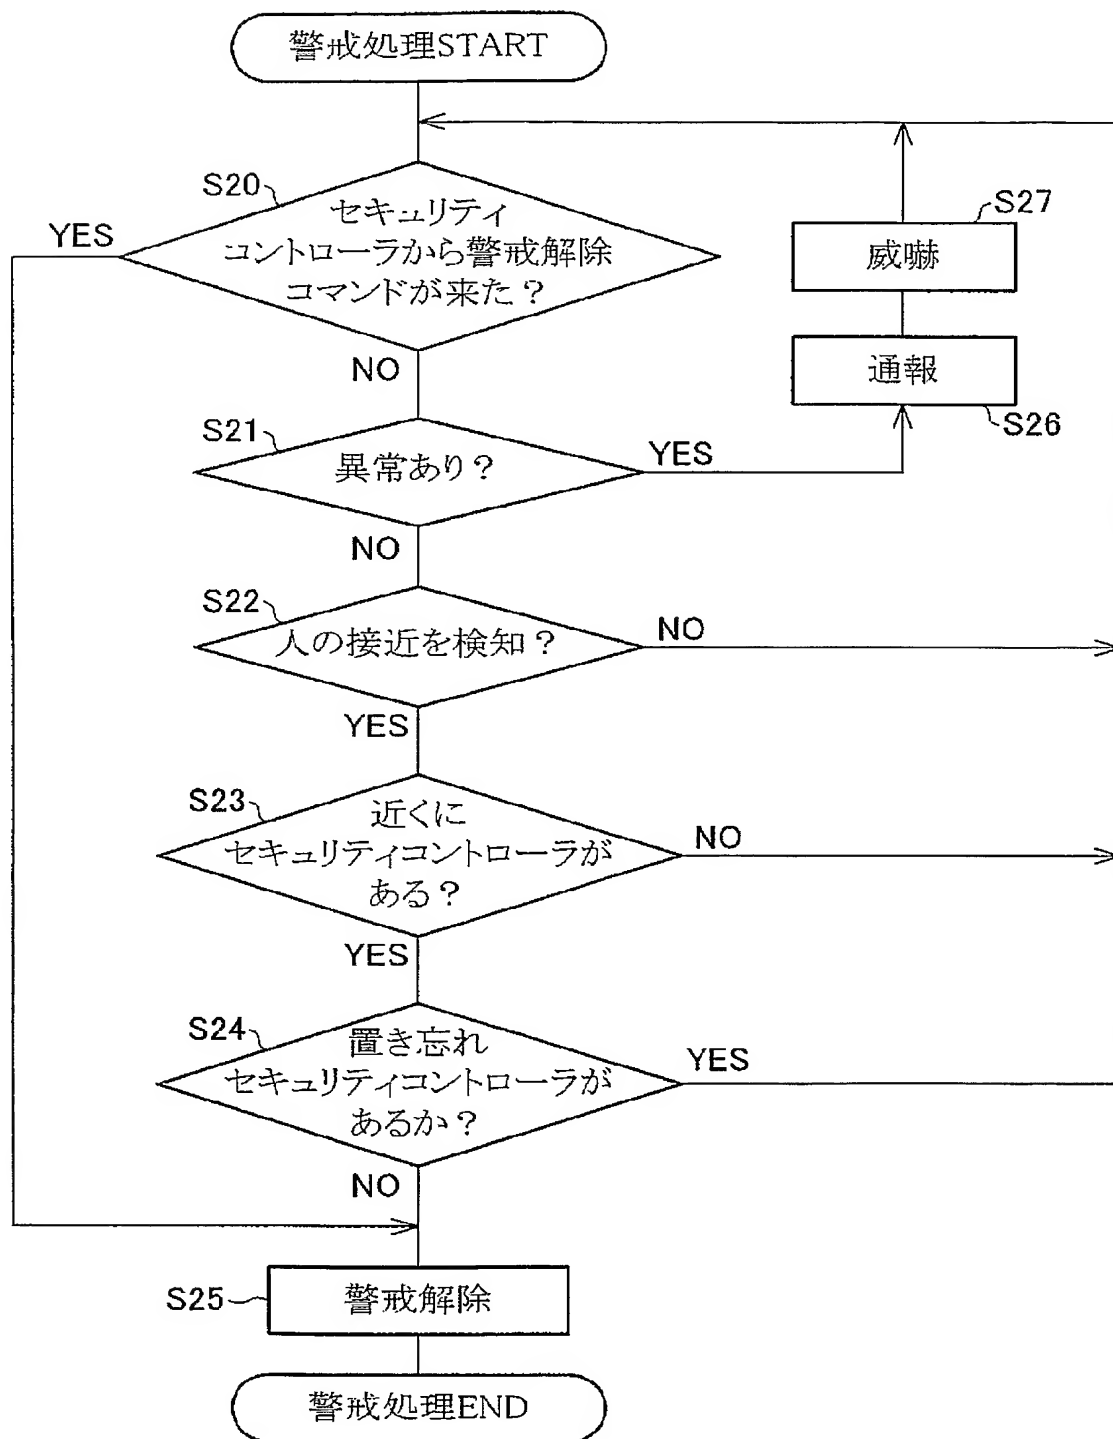 警戒処理START
S20
YES
セキュリティ
コントローラから警戒解除
コマンドが来た？
NO
S27
威嚇
通報
S26
S21
異常あり？
YES
NO
S22
人の接近を検知？
NO
YES
S23
近くに
セキュリティコントローラが
ある？
NO
YES
S24
置き忘れ
セキュリティコントローラが
あるか？
YES
NO
S25
警戒解除
警戒処理END